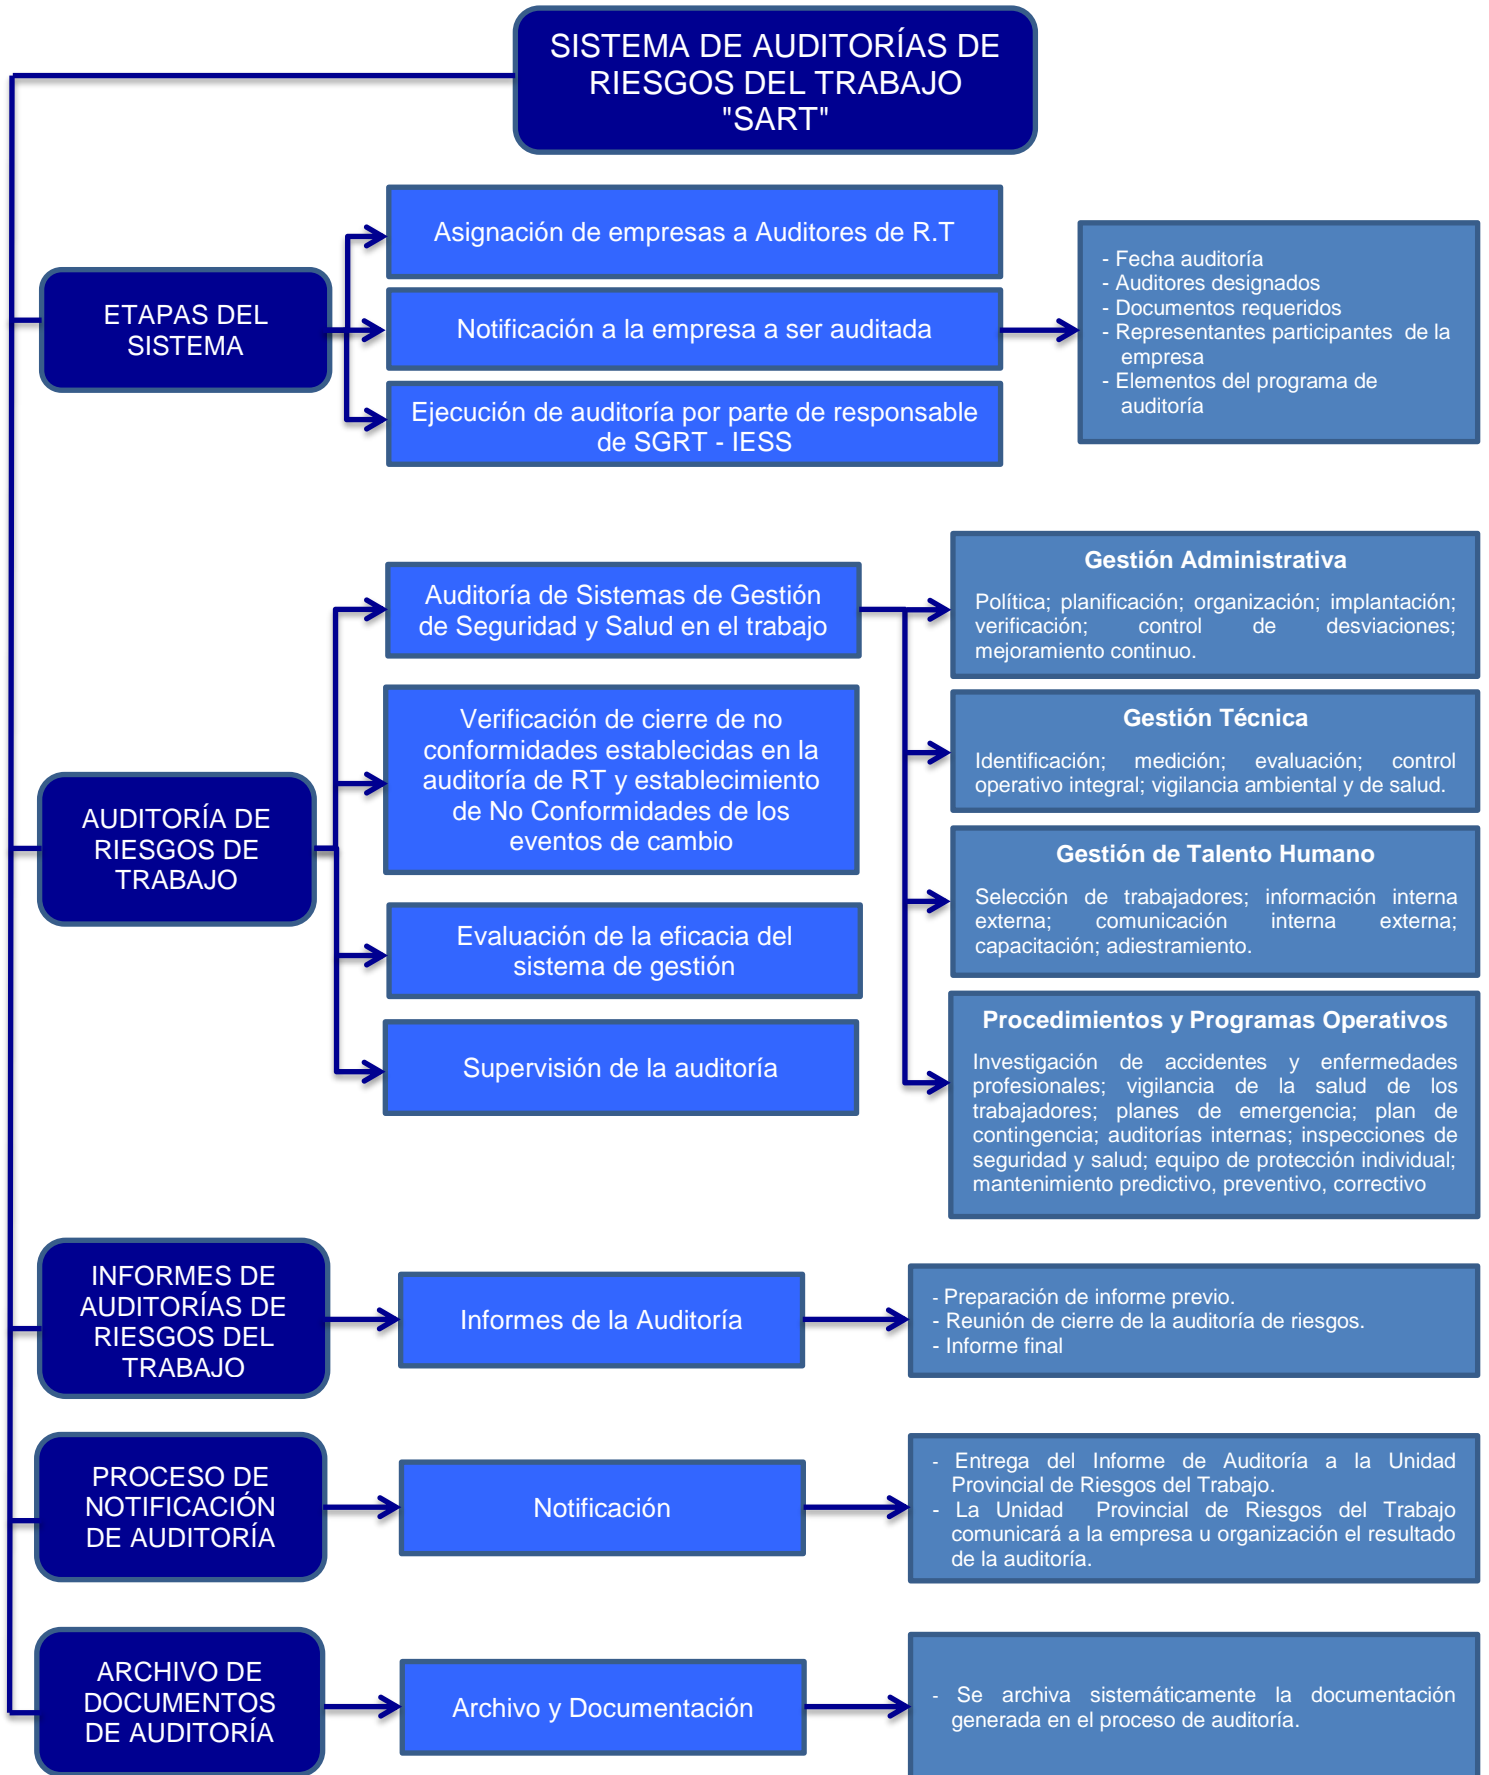 SISTEMA DE AUDITORÍAS DE
RIESGOS DEL TRABAJO
"SART"
ETAPAS DEL
SISTEMA
Asignación de empresas a Auditores de R.T
Notificación a la empresa a ser auditada
Ejecución de auditoría por parte de responsable
de SGRT - IESS
- Fecha auditoría
- Auditores designados
- Documentos requeridos
- Representantes participantes de la
empresa
- Elementos del programa de
auditoría
AUDITORÍA DE
RIESGOS DE
TRABAJO
Auditoría de Sistemas de Gestión
de Seguridad y Salud en el trabajo
Verificación de cierre de no
conformidades establecidas en la
auditoría de RT y establecimiento
de No Conformidades de los
eventos de cambio
Evaluación de la eficacia del
sistema de gestión
Supervisión de la auditoría
Gestión Administrativa
Política; planificación; organización; implantación;
verificación; control de desviaciones;
mejoramiento continuo.
Gestión Técnica
Identificación; medición; evaluación; control
operativo integral; vigilancia ambiental y de salud.
Gestión de Talento Humano
Selección de trabajadores; información interna
externa; comunicación interna externa;
capacitación; adiestramiento.
Procedimientos y Programas Operativos
Investigación de accidentes y enfermedades
profesionales; vigilancia de la salud de los
trabajadores; planes de emergencia; plan de
contingencia; auditorías internas; inspecciones de
seguridad y salud; equipo de protección individual;
mantenimiento predictivo, preventivo, correctivo
INFORMES DE
AUDITORÍAS DE
RIESGOS DEL
TRABAJO
Informes de la Auditoría
- Preparación de informe previo.
- Reunión de cierre de la auditoría de riesgos.
- Informe final
PROCESO DE
NOTIFICACIÓN
DE AUDITORÍA
Notificación
- Entrega del Informe de Auditoría a la Unidad
Provincial de Riesgos del Trabajo.
- La Unidad Provincial de Riesgos del Trabajo
comunicará a la empresa u organización el resultado
de la auditoría.
ARCHIVO DE
DOCUMENTOS
DE AUDITORÍA
Archivo y Documentación
- Se archiva sistemáticamente la documentación
generada en el proceso de auditoría.